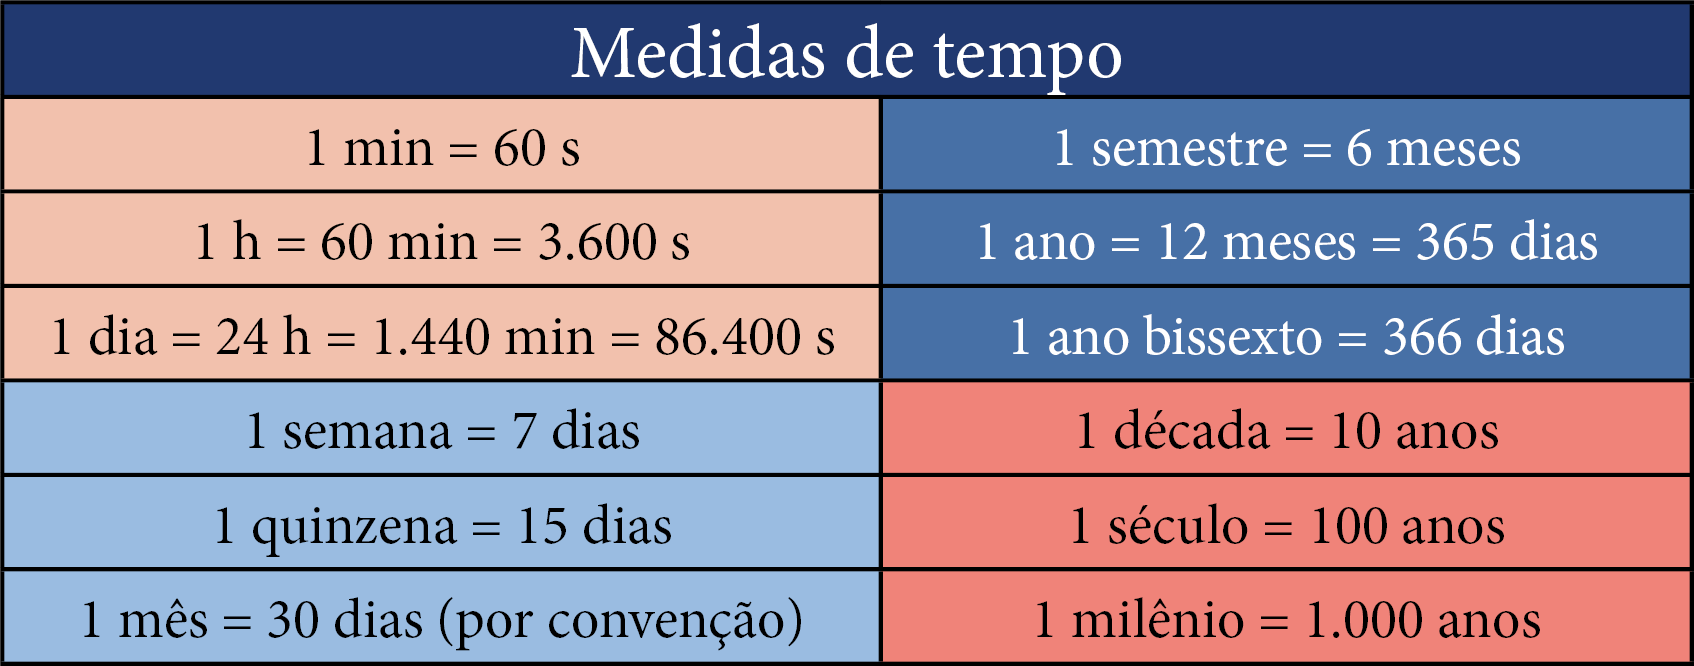 Medidas de tempo
1 min = 60 s
1 semestre = 6 meses
1 h = 60 min = 3.600 s
1 ano = 12 meses = 365 dias
1 dia = 24 h = 1.440 min = 86.400 s
1 ano bissexto = 366 dias
1 semana = 7 dias
1 década = 10 anos
1 quinzena = 15 dias
1 século = 100 anos
1 mês = 30 dias (por convenção)
1 milênio = 1.000 anos